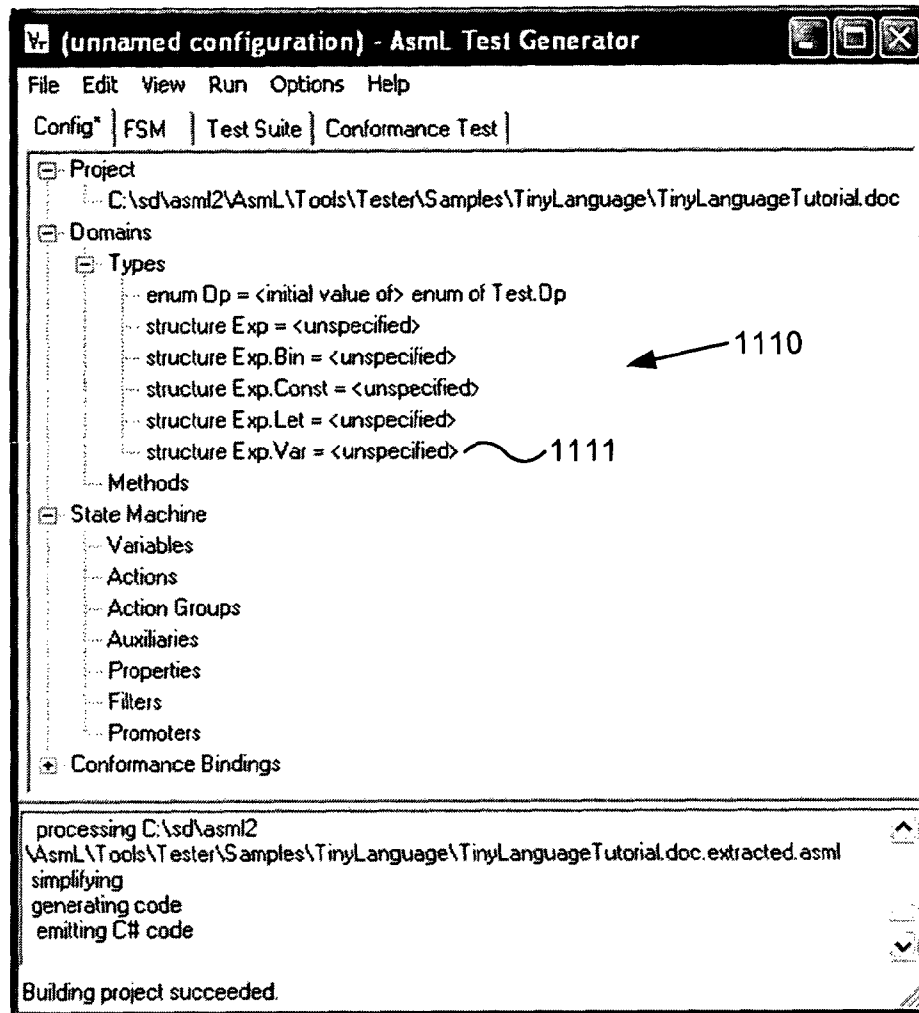 (unnamed configuration) - AsmL Test Generator
File Edit View Run Options Help
Config* FSM Test Suite Conformance Test
Project
C:\sd\asml2\AsmL\Tools\Tester\Samples\TinyLanguage\TinyLanguageTutorial.doc
Domains
Types
enum Op = <initial value of> enum of Test.Op
structure Exp = <unspecified>
structure Exp.Bin = <unspecified>
1110
structure Exp.Const = <unspecified>
structure Exp.Let = <unspecified>
structure Exp.Var = <unspecified> 1111
Methods
State Machine
Variables
Actions
Action Groups
Auxiliaries
Properties
Filters
Promoters
Conformance Bindings
processing C:\sd\asml2
\AsmL\Tools\Tester\Samples\TinyLanguage\TinyLanguageTutorial.doc.extracted.asml
simplifying
generating code
emitting C# code
Building project succeeded.